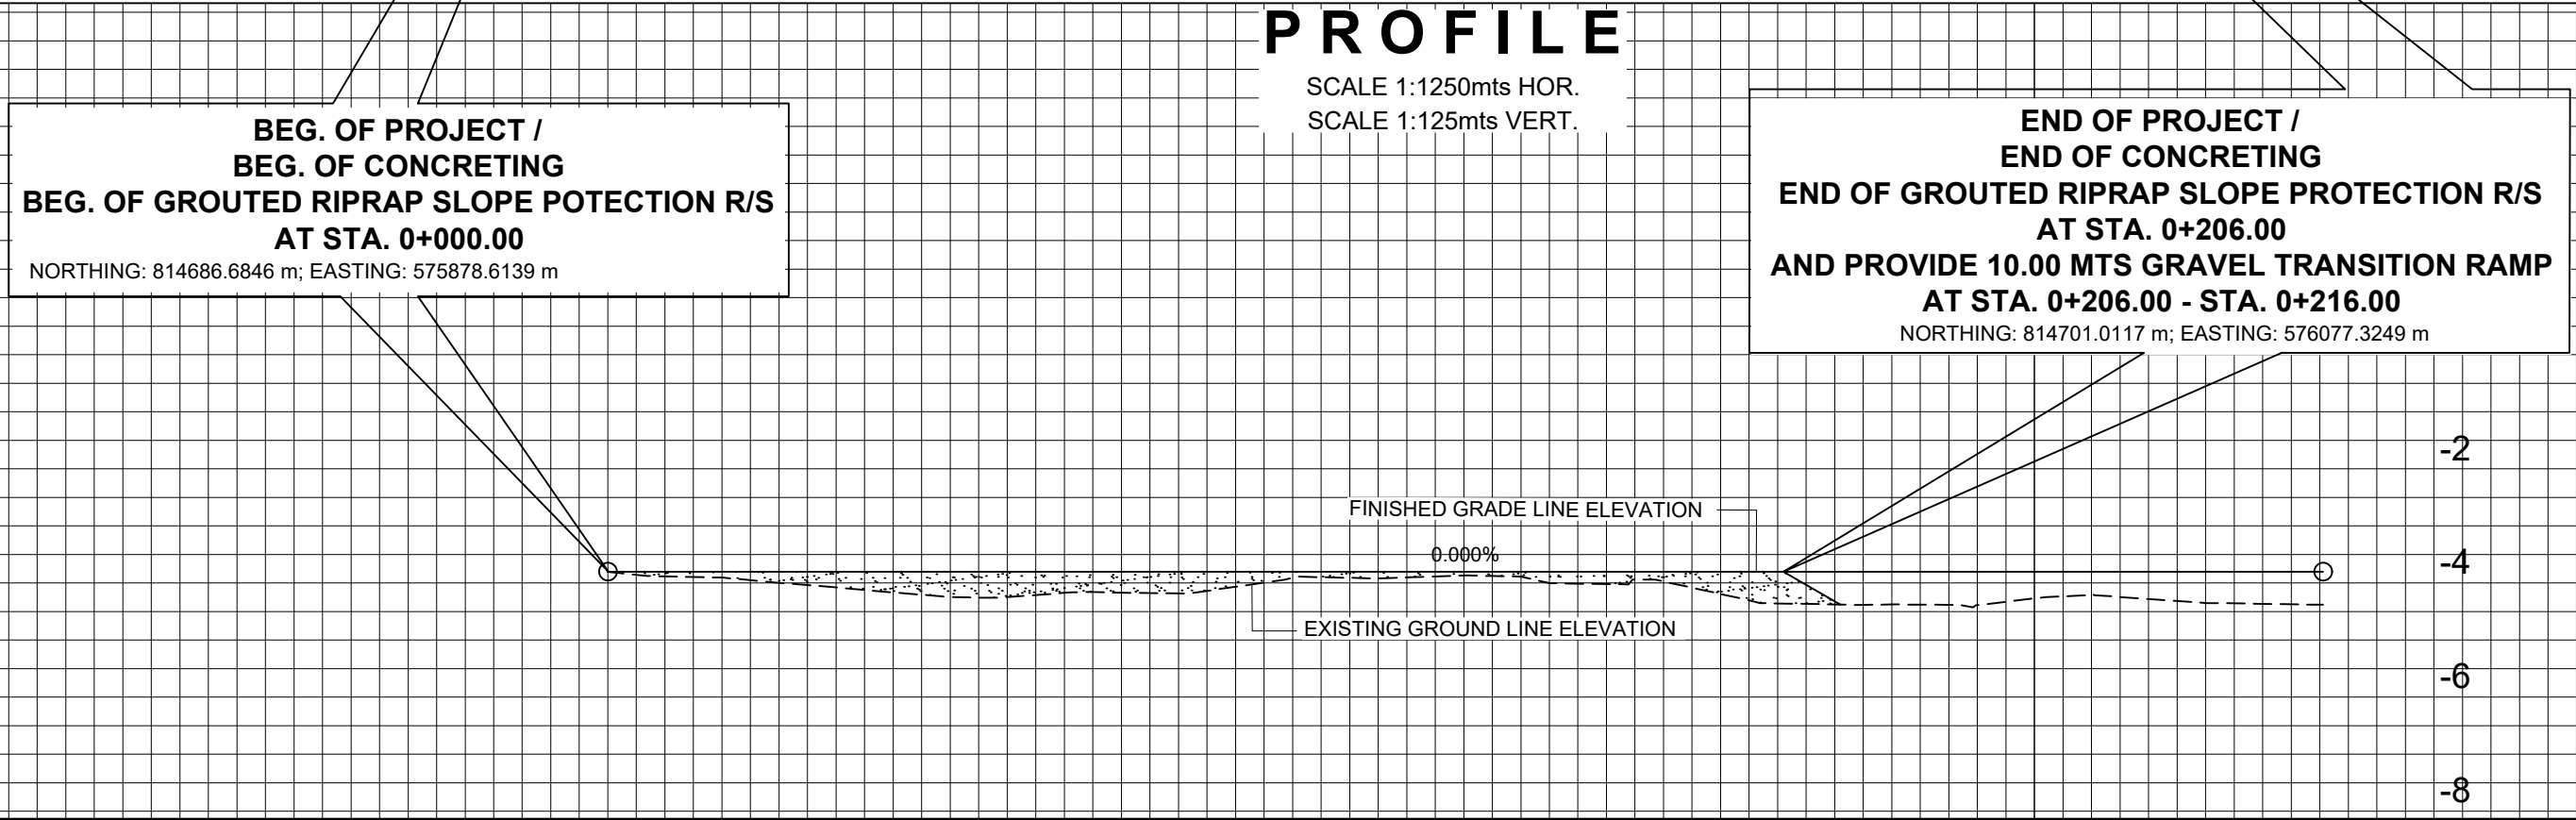 PROFILE
SCALE 1:1250mts HOR.
SCALE 1:125mts VERT.
BEG. OF PROJECT /
BEG. OF CONCRETING
BEG. OF GROUTED RIPRAP SLOPE POTECTION R/S
AT STA. 0+000.00
NORTHING: 814686.6846 m; EASTING: 575878.6139 m
END OF PROJECT /
END OF CONCRETING
END OF GROUTED RIPRAP SLOPE PROTECTION R/S
AT STA. 0+206.00
AND PROVIDE 10.00 MTS GRAVEL TRANSITION RAMP
AT STA. 0+206.00 - STA. 0+216.00
NORTHING: 814701.0117 m; EASTING: 576077.3249 m
-2
FINISHED GRADE LINE ELEVATION
0.000%
-4
EXISTING GROUND LINE ELEVATION
-6
-8